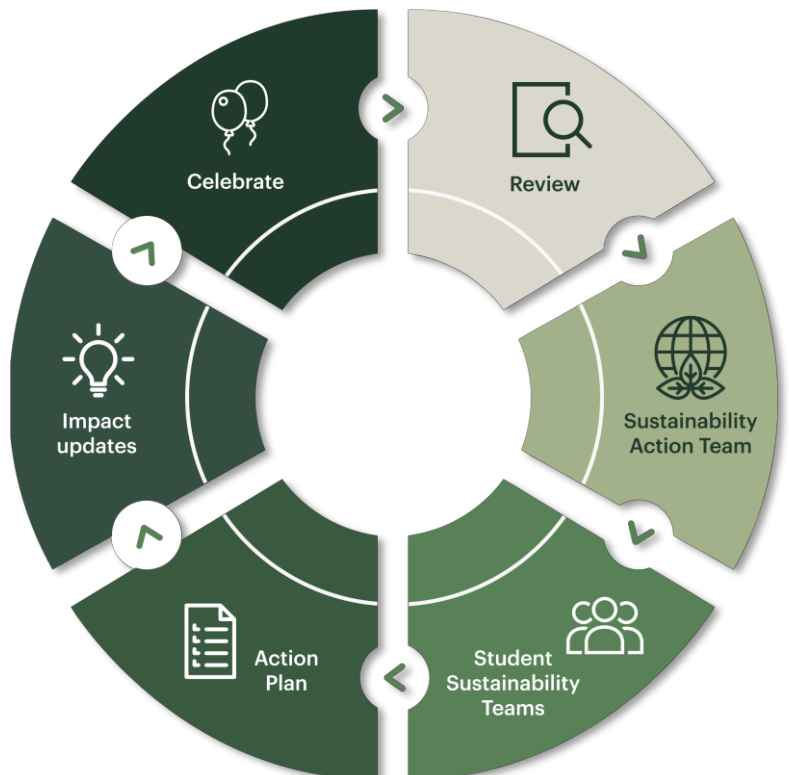 Celebrate
Review
Sustainability
Action Team
Student
Sustainability
Teams
Action
Plan
Impact
updates